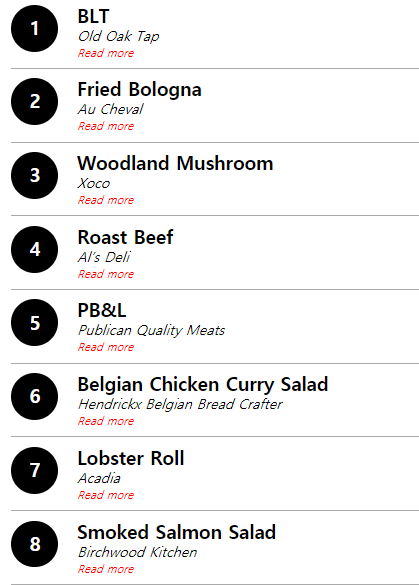 1
BLT
Old Oak Tap
Read more
2
Fried Bologna
Au Cheval
Read more
3
Woodland Mushroom
Xoco
Read more
4
Roast Beef
Al's Deli
Read more
5
PB&L
Publican Quality Meats
Read more
6
Belgian Chicken Curry Salad
Hendrickx Belgian Bread Crafter
Read more
7
Lobster Roll
Acadia
Read more
8
Smoked Salmon Salad
Birchwood Kitchen
Read more